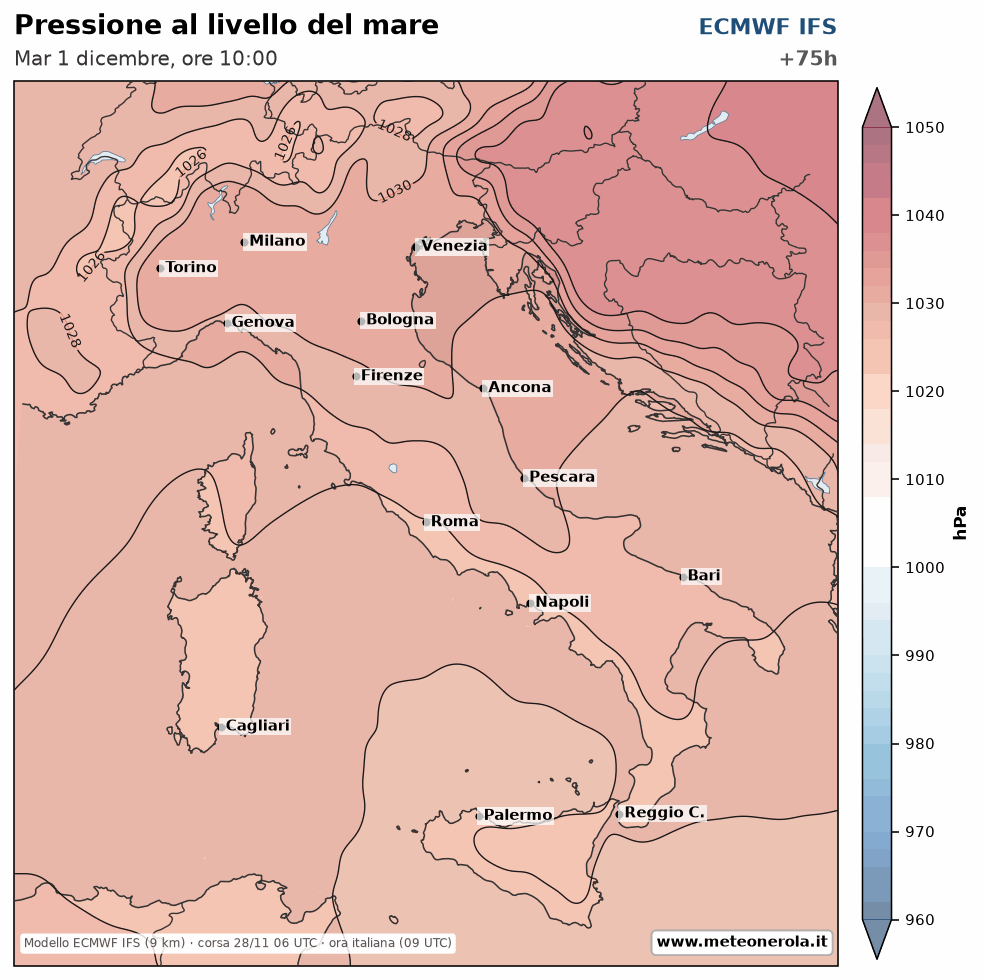 Pressione al livello del mare
ECMWF IFS
Mar 1 dicembre, ore 10:00
+75h
1028
1026
1026
1030
1026
1028
Milano
Venezia
Torino
Genova
Bologna
Firenze
Ancona
Pescara
Roma
Bari
Napoli
Cagliari
Palermo
Reggio C.
1050
1040
1030
1020
1010
1000
990
980
970
960
hPa
Modello ECMWF IFS (9 km) · corsa 28/11 06 UTC · ora italiana (09 UTC)
www.meteonerola.it